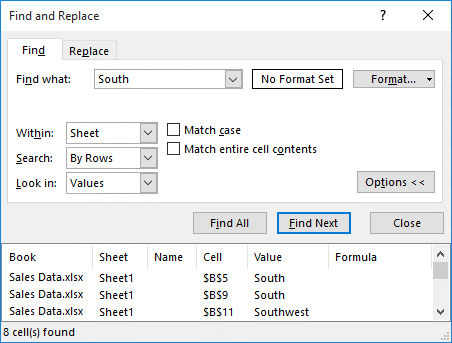 Find and Replace
Find Replace
Find what: South No Format Set Format...
Within: Sheet Match case
Search: By Rows Match entire cell contents
Look in: Values Options <<
Find All Find Next Close
Book Sheet Name Cell Value Formula
Sales Data.xlsx Sheet1 $B$5 South
Sales Data.xlsx Sheet1 $B$9 South
Sales Data.xlsx Sheet1 $B$11 Southwest
8 cell(s) found